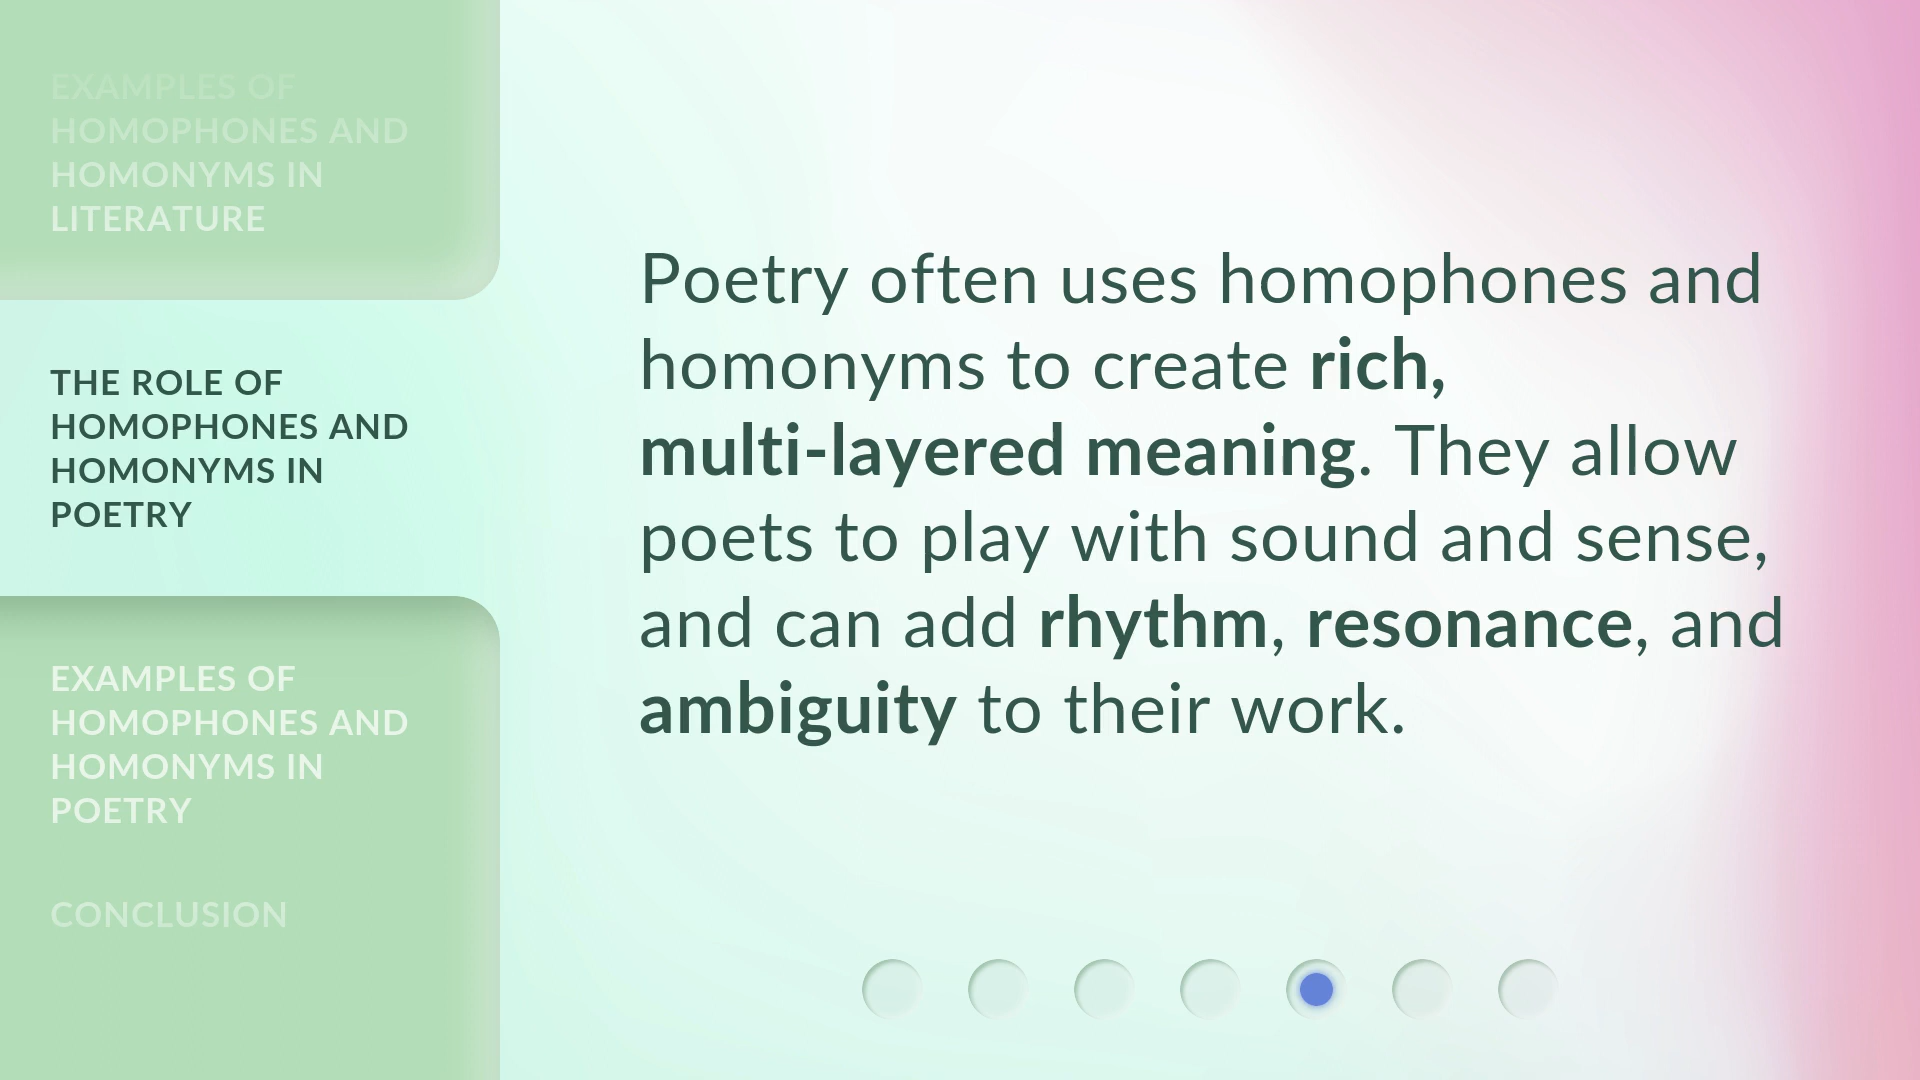 EXAMPLES OF
HOMOPHONES AND
HOMONYMS IN
LITERATURE
THE ROLE OF
HOMOPHONES AND
HOMONYMS IN
POETRY
EXAMPLES OF
HOMOPHONES AND
HOMONYMS IN
POETRY
CONCLUSION
Poetry often uses homophones and
homonyms to create rich,
multi-layered meaning. They allow
poets to play with sound and sense,
and can add rhythm, resonance, and
ambiguity to their work.